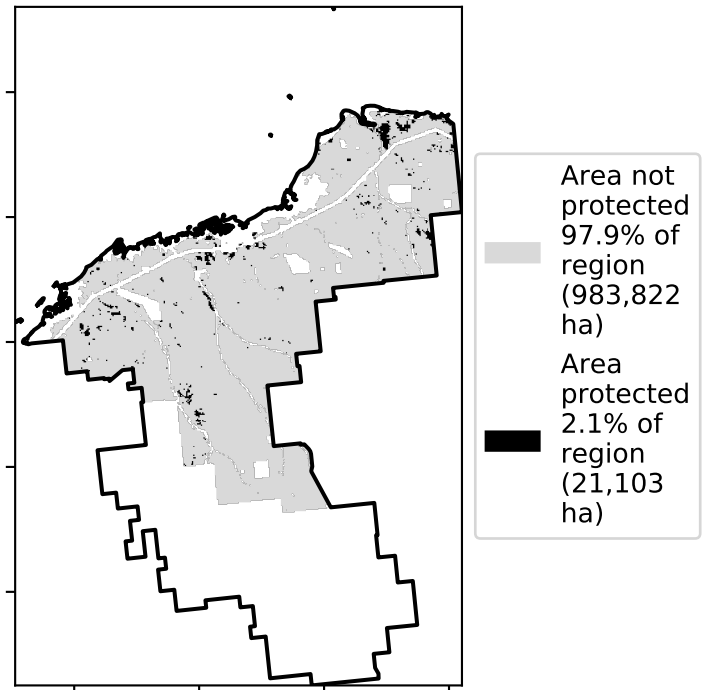 Area not
protected
97.9% of
region
(983,822
ha)
Area
protected
2.1% of
region
(21,103
ha)